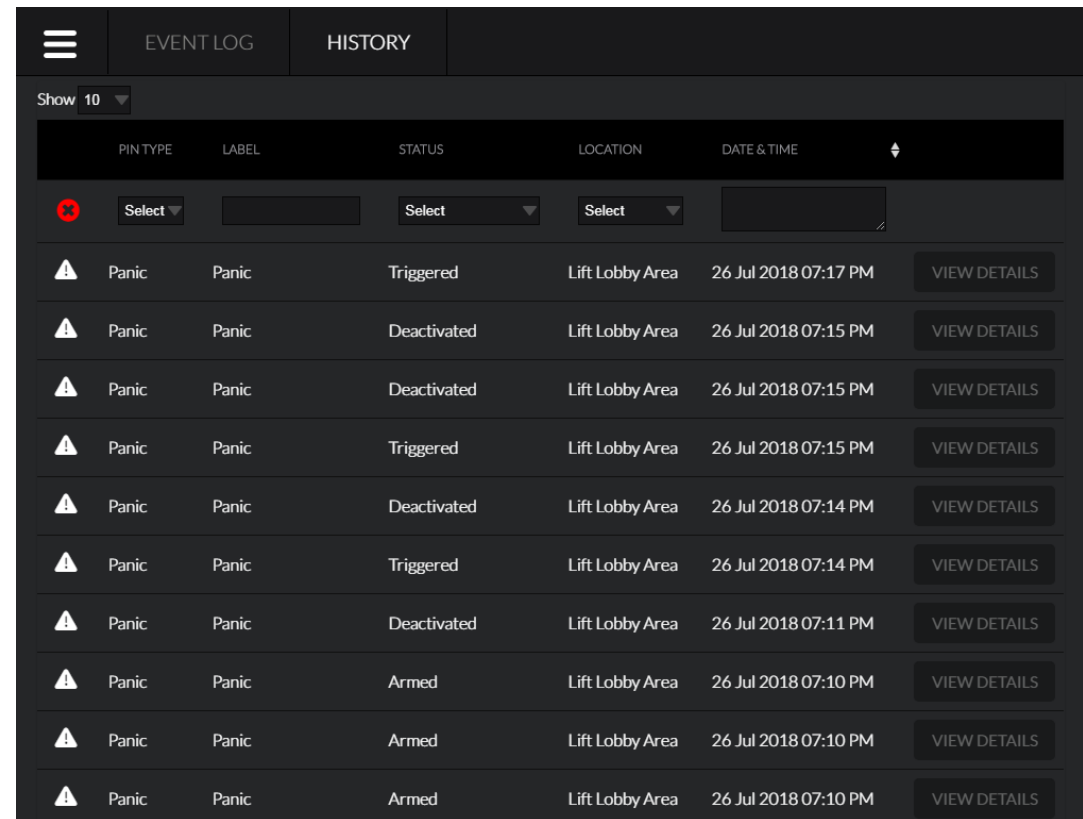 EVENT LOG HISTORY
Show 10
PIN TYPE LABEL STATUS LOCATION DATE & TIME
Select Select Select
Panic Panic Triggered Lift Lobby Area 26 Jul 2018 07:17 PM VIEW DETAILS
Panic Panic Deactivated Lift Lobby Area 26 Jul 2018 07:15 PM VIEW DETAILS
Panic Panic Deactivated Lift Lobby Area 26 Jul 2018 07:15 PM VIEW DETAILS
Panic Panic Triggered Lift Lobby Area 26 Jul 2018 07:15 PM VIEW DETAILS
Panic Panic Deactivated Lift Lobby Area 26 Jul 2018 07:14 PM VIEW DETAILS
Panic Panic Triggered Lift Lobby Area 26 Jul 2018 07:14 PM VIEW DETAILS
Panic Panic Deactivated Lift Lobby Area 26 Jul 2018 07:11 PM VIEW DETAILS
Panic Panic Armed Lift Lobby Area 26 Jul 2018 07:10 PM VIEW DETAILS
Panic Panic Armed Lift Lobby Area 26 Jul 2018 07:10 PM VIEW DETAILS
Panic Panic Armed Lift Lobby Area 26 Jul 2018 07:10 PM VIEW DETAILS